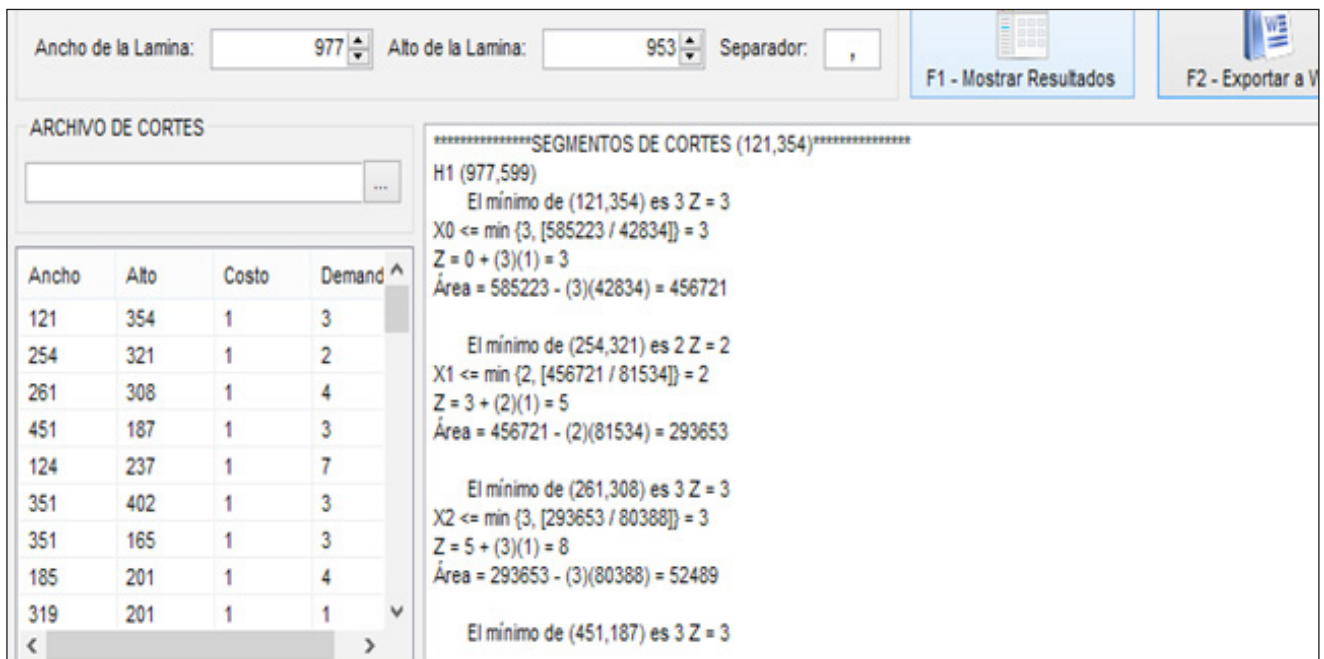 Ancho de la Lamina: 977 Alto de la Lamina: 953 Separador: ,
F1 - Mostrar Resultados
F2 - Exportar a W
ARCHIVO DE CORTES
...
Ancho Alto Costo Demand
121 354 1 3
254 321 1 2
261 308 1 4
451 187 1 3
124 237 1 7
351 402 1 3
351 165 1 3
185 201 1 4
319 201 1 1
***************SEGMENTOS DE CORTES (121,354)***************
H1 (977,599)
El mínimo de (121,354) es 3 Z = 3
X0 <= min {3, [585223 / 42834]} = 3
Z = 0 + (3)(1) = 3
Área = 585223 - (3)(42834) = 456721
El mínimo de (254,321) es 2 Z = 2
X1 <= min {2, [456721 / 81534]} = 2
Z = 3 + (2)(1) = 5
Área = 456721 - (2)(81534) = 293653
El mínimo de (261,308) es 3 Z = 3
X2 <= min {3, [293653 / 80388]} = 3
Z = 5 + (3)(1) = 8
Área = 293653 - (3)(80388) = 52489
El mínimo de (451,187) es 3 Z = 3